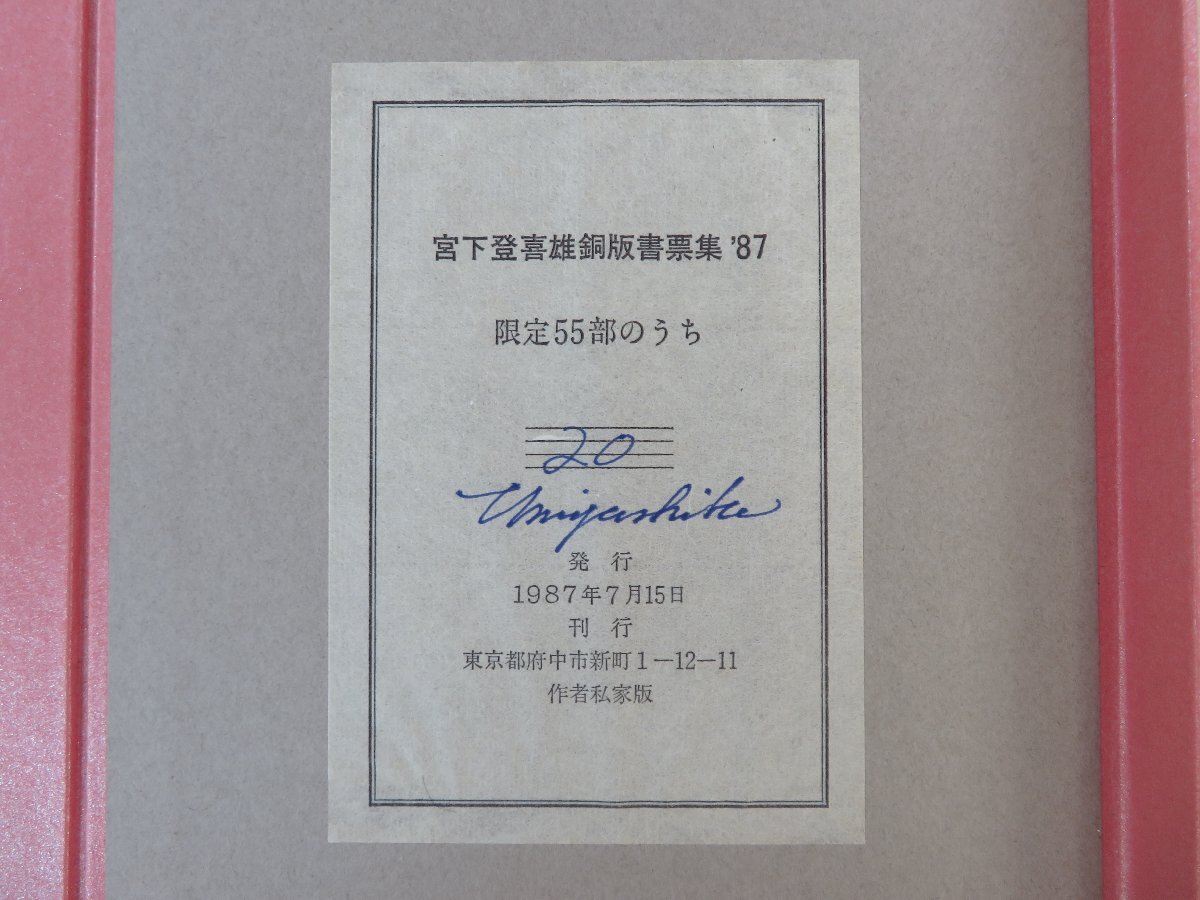 宮下登喜雄銅版書票集 '87
限定55部のうち
20
Tmiyashita
発行
1987年7月15日
刊行
東京都府中市新町1−12−11
作者私家版